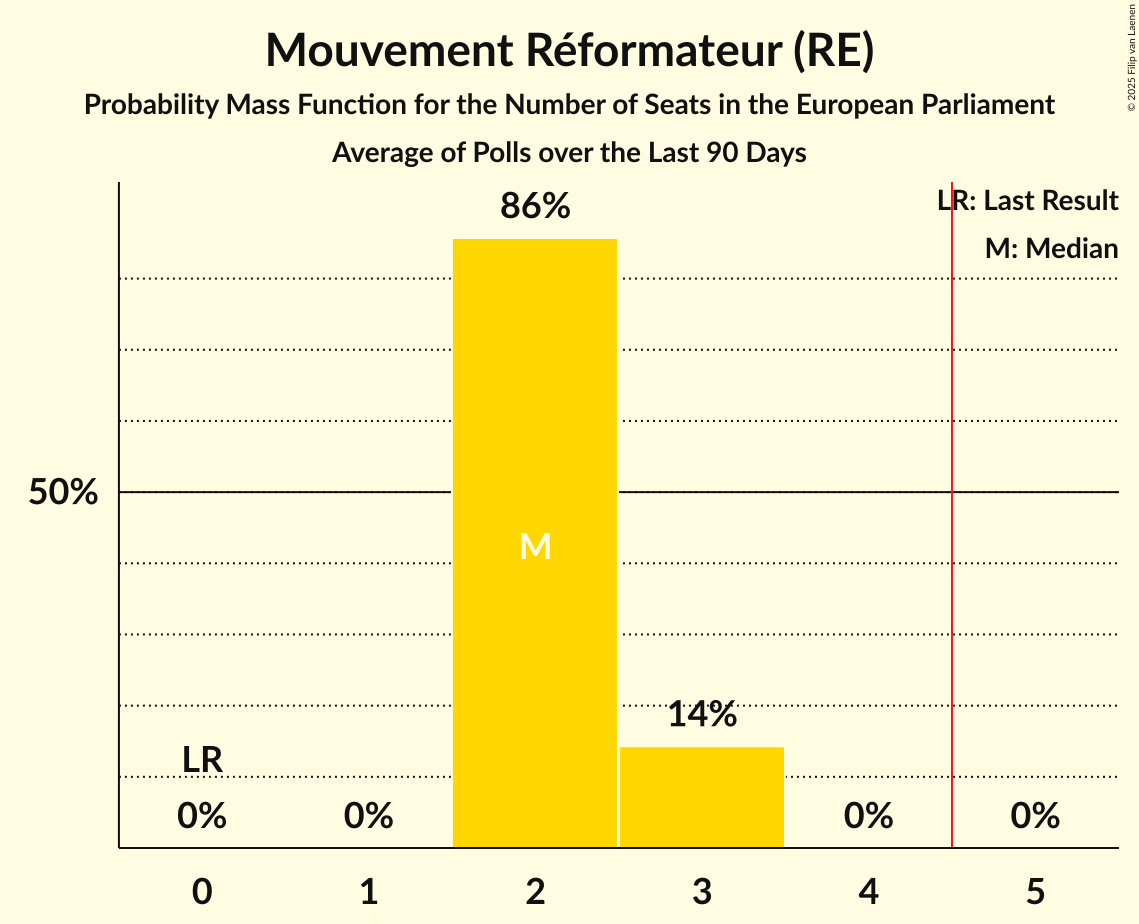 Mouvement Réformateur (RE)
Probability Mass Function for the Number of Seats in the European Parliament
Average of Polls over the Last 90 Days
© 2025 Filip van Laenen
LR: Last Result
M: Median
86%
50%
M
14%
LR
0%
0%
0%
0%
0
1
2
3
4
5